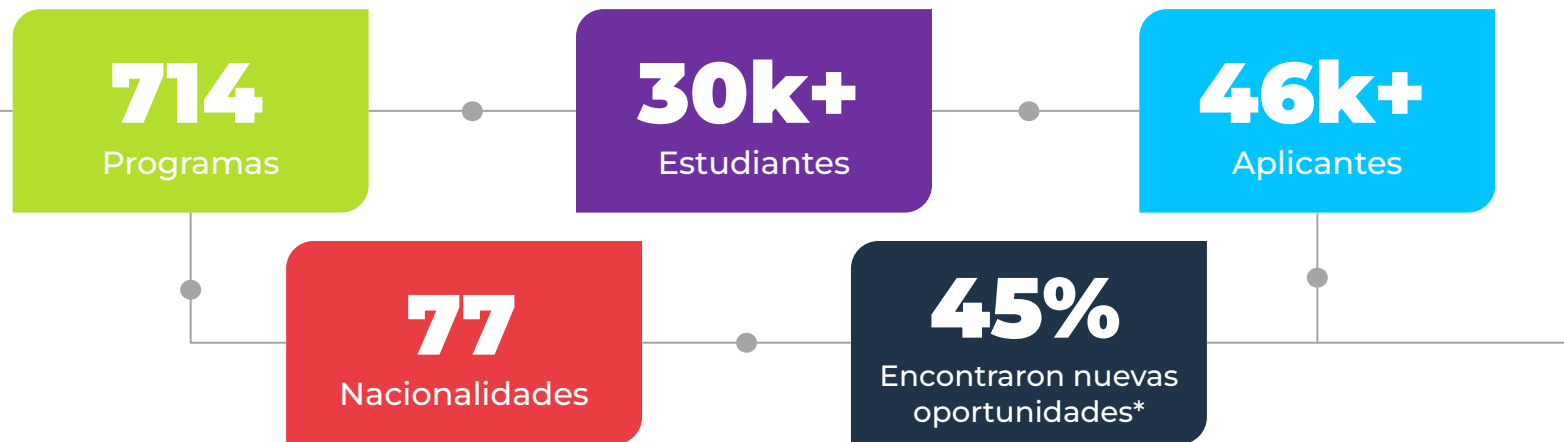 714
Programas
30k+
Estudiantes
46k+
Aplicantes
77
Nacionalidades
45%
Encontraron nuevas
oportunidades*